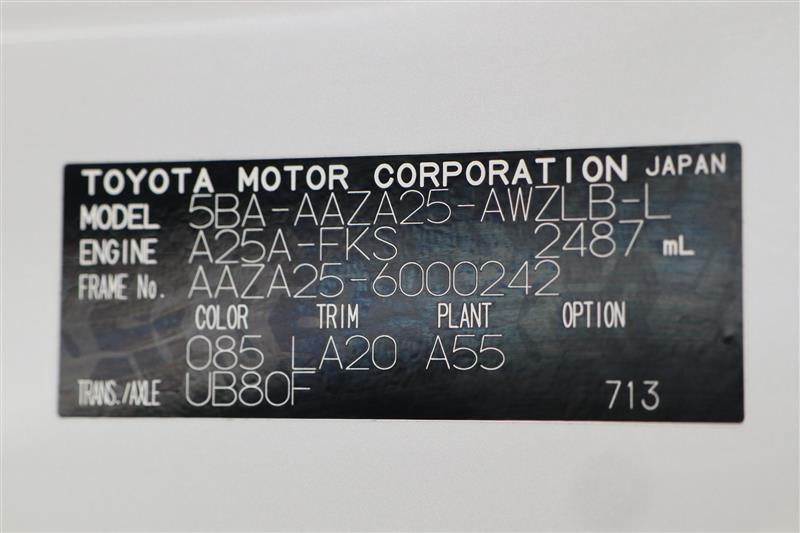 TOYOTA MOTOR CORPORATION JAPAN
MODEL 5BA-AAZA25-AWZLB-L
ENGINE A25A-FKS 2487 mL
FRAME No. AAZA25-6000242
COLOR TRIM PLANT OPTION
085 LA20 A55
TRANS./AXLE UB80F 713